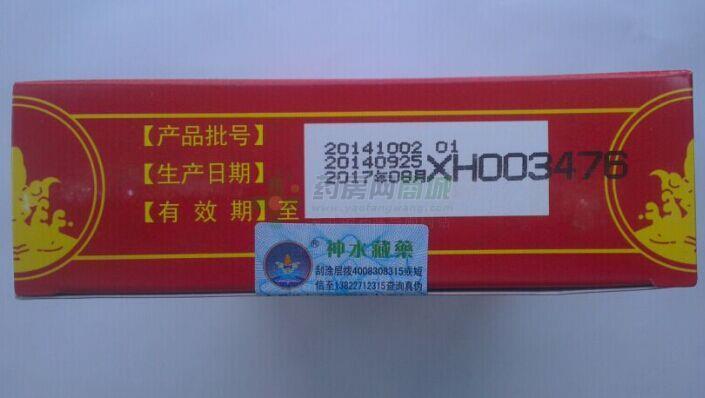 【产品批号】
20141002 01
【生产日期】
20140925
XH003476
【有 效 期】至
2017年08月
药房网商城
www.yaofangwang.com
® 神水藏藥
刮涂层拨4008308315或短
信至13822712315查询真伪